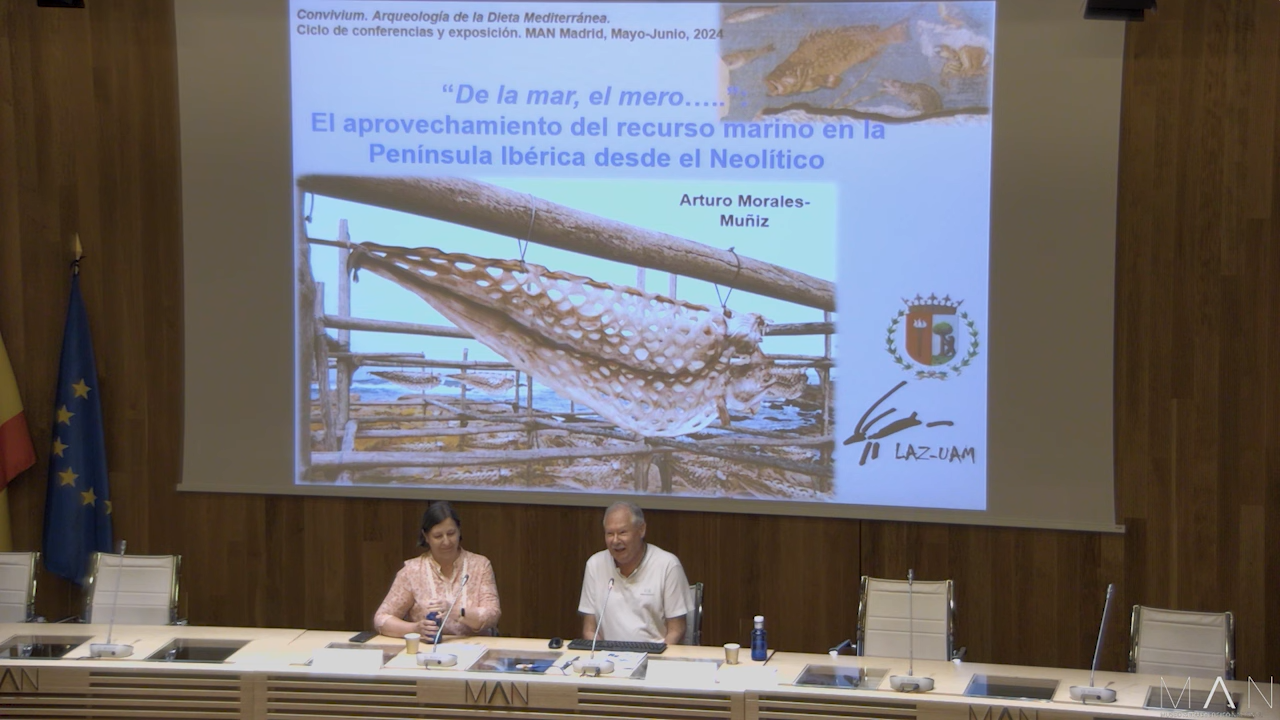 Convivium. Arqueología de la Dieta Mediterránea.
Ciclo de conferencias y exposición. MAN Madrid, Mayo-Junio, 2024
“De la mar, el mero…..”:
El aprovechamiento del recurso marino en la
Península Ibérica desde el Neolítico
Arturo Morales-
Muñiz
LAZ-UAM
MAN
MAN
MAN
MAN